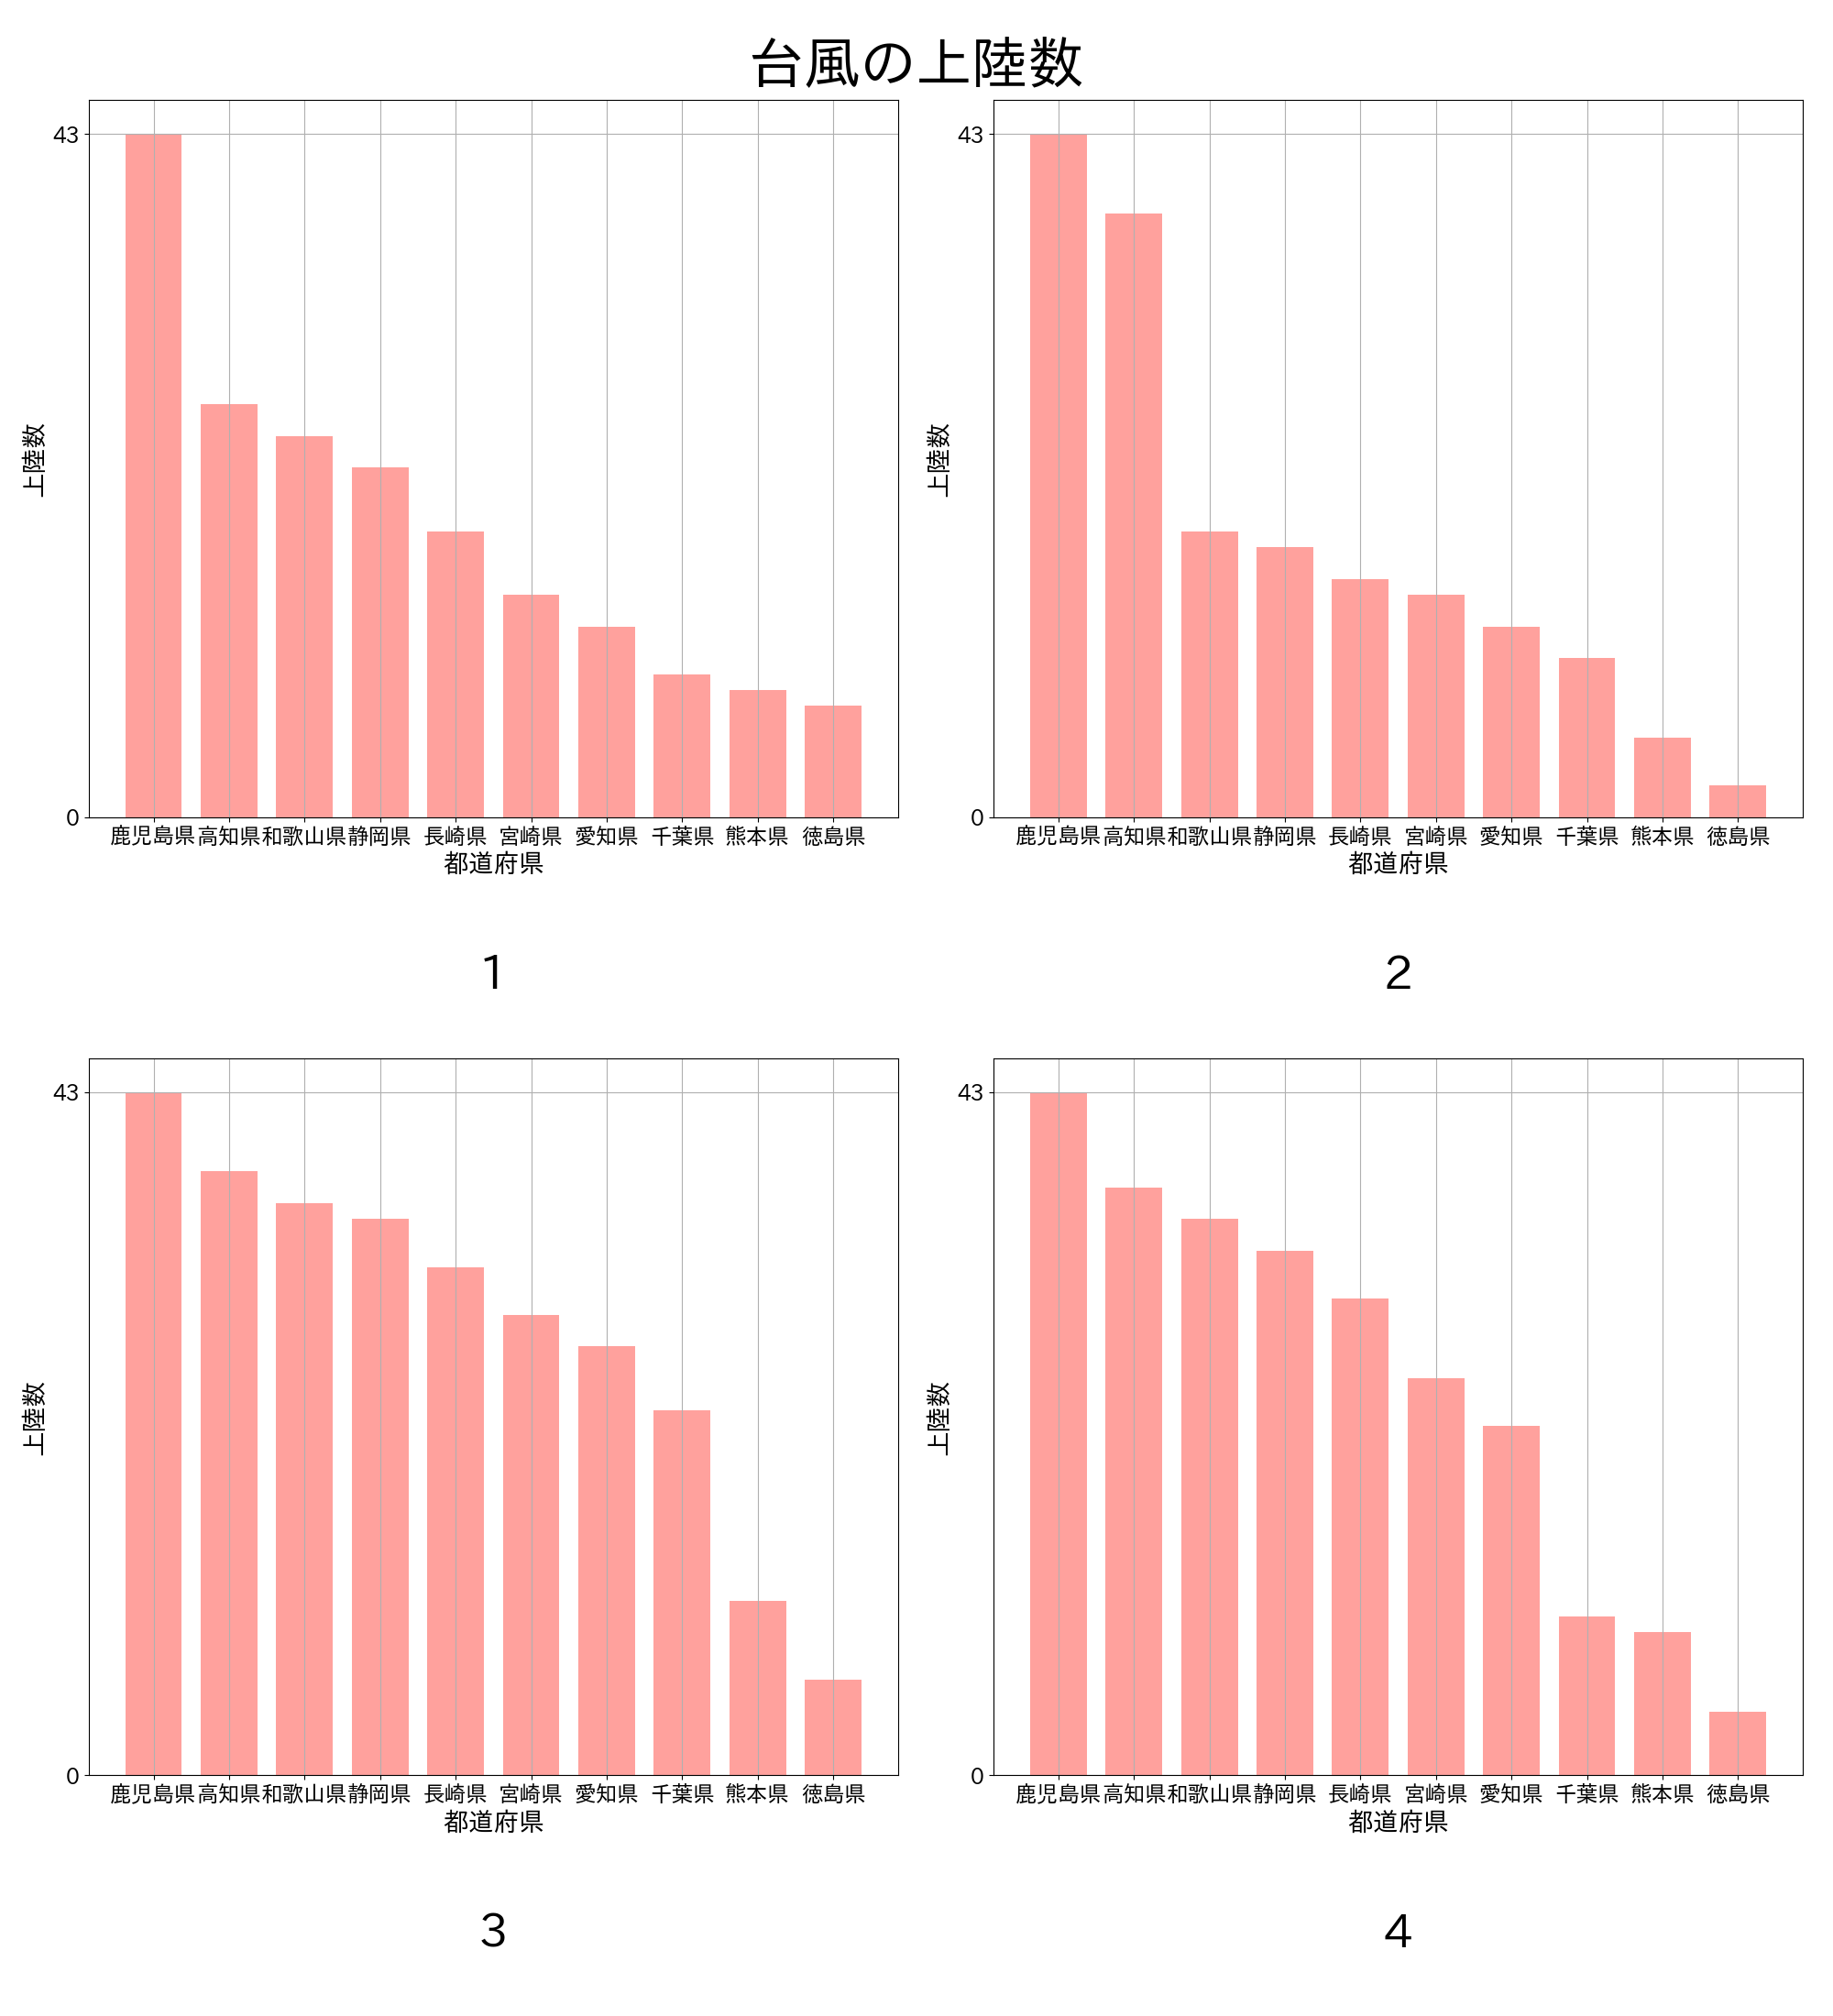 台風の上陸数
43
上陸数
0
鹿児島県 高知県 和歌山県 静岡県 長崎県 宮崎県 愛知県 千葉県 熊本県 徳島県
都道府県
1
43
上陸数
0
鹿児島県 高知県 和歌山県 静岡県 長崎県 宮崎県 愛知県 千葉県 熊本県 徳島県
都道府県
2
43
上陸数
0
鹿児島県 高知県 和歌山県 静岡県 長崎県 宮崎県 愛知県 千葉県 熊本県 徳島県
都道府県
3
43
上陸数
0
鹿児島県 高知県 和歌山県 静岡県 長崎県 宮崎県 愛知県 千葉県 熊本県 徳島県
都道府県
4